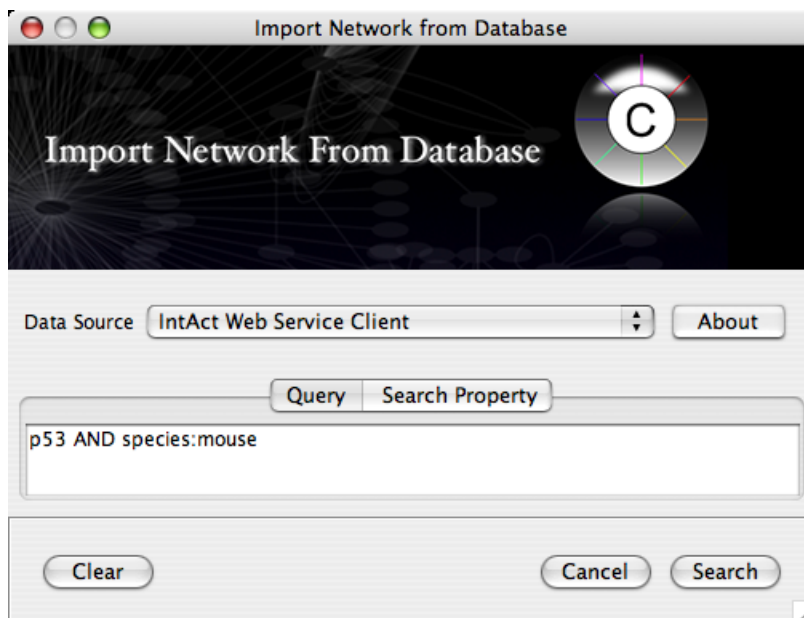 Import Network from Database
C
Import Network From Database
Data Source IntAct Web Service Client About
Query Search Property
p53 AND species:mouse
Clear Cancel Search